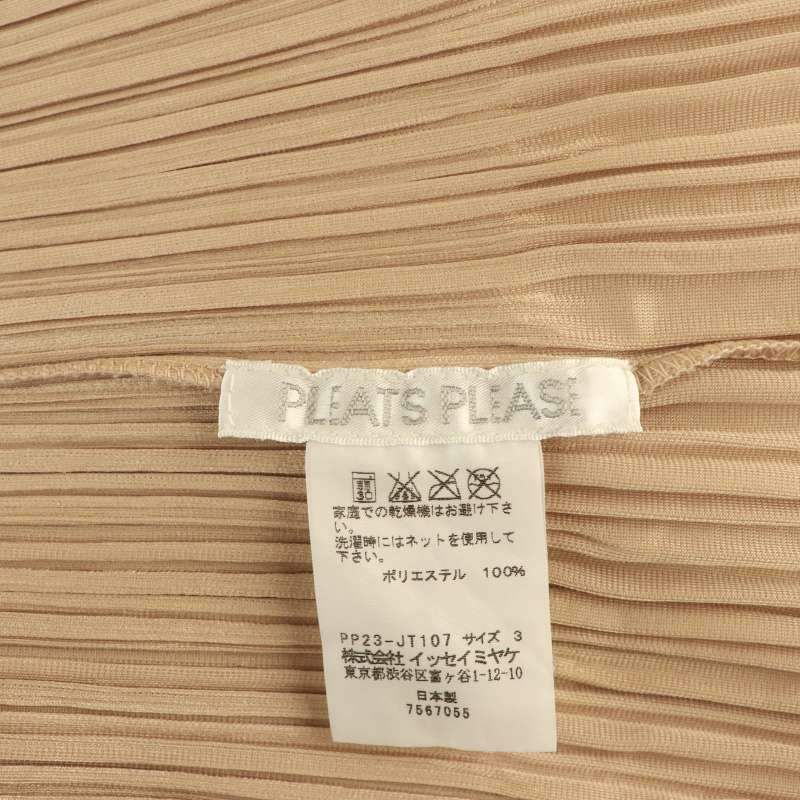 PLEATS PLEASE
30
家庭での乾燥機はお避け下さ
い。
洗濯時にはネットを使用して
下さい。
ポリエステル 100%
PP23-JT107 サイズ 3
株式会社 イッセイミヤケ
東京都渋谷区富ヶ谷1-12-10
日本製
7567055